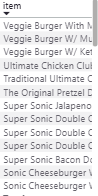 item
Veggie Burger With M
Veggie Burger W/ Mu
Veggie Burger W/ Ket
Ultimate Chicken Club
Traditional Ultimate C
The Original Pretzel D
Super Sonic Jalapeno
Super Sonic Double C
Super Sonic Double C
Super Sonic Double C
Super Sonic Bacon Do
Sonic Cheeseburger V
Sonic Cheeseburger